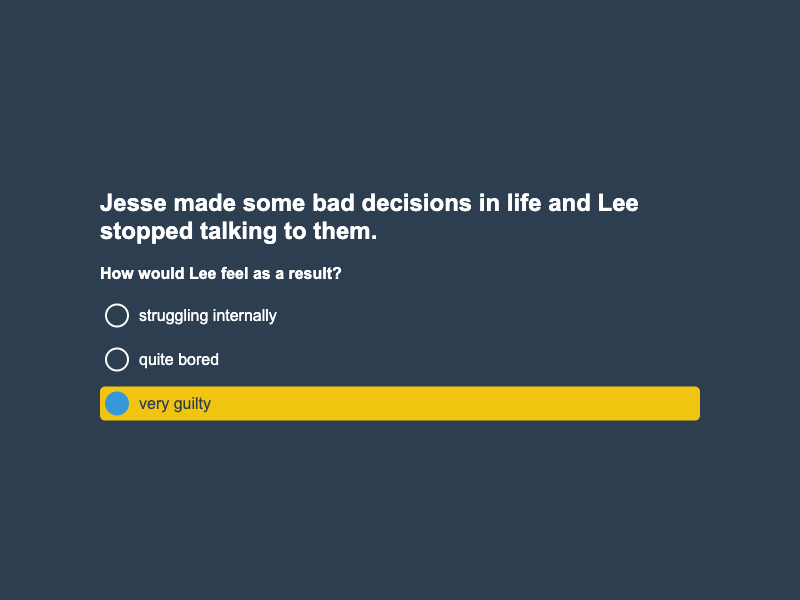 Jesse made some bad decisions in life and Lee
stopped talking to them.
How would Lee feel as a result?
struggling internally
quite bored
very guilty